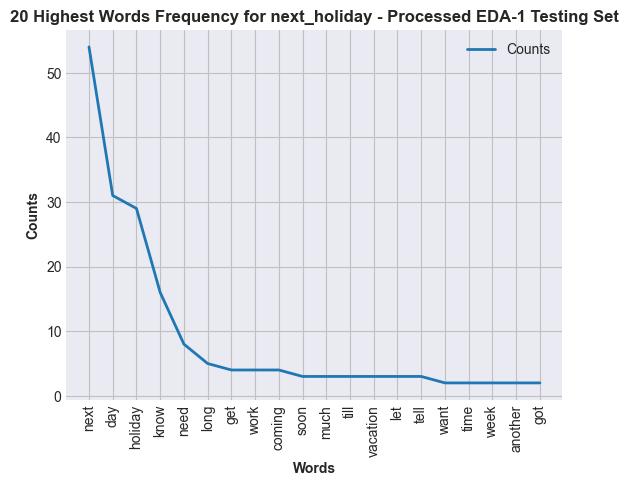 20 Highest Words Frequency for next_holiday - Processed EDA-1 Testing Set
Counts
50
40
30
20
10
0
Counts
next
day
holiday
know
need
long
get
work
coming
soon
much
till
vacation
let
tell
want
time
week
another
got
Words